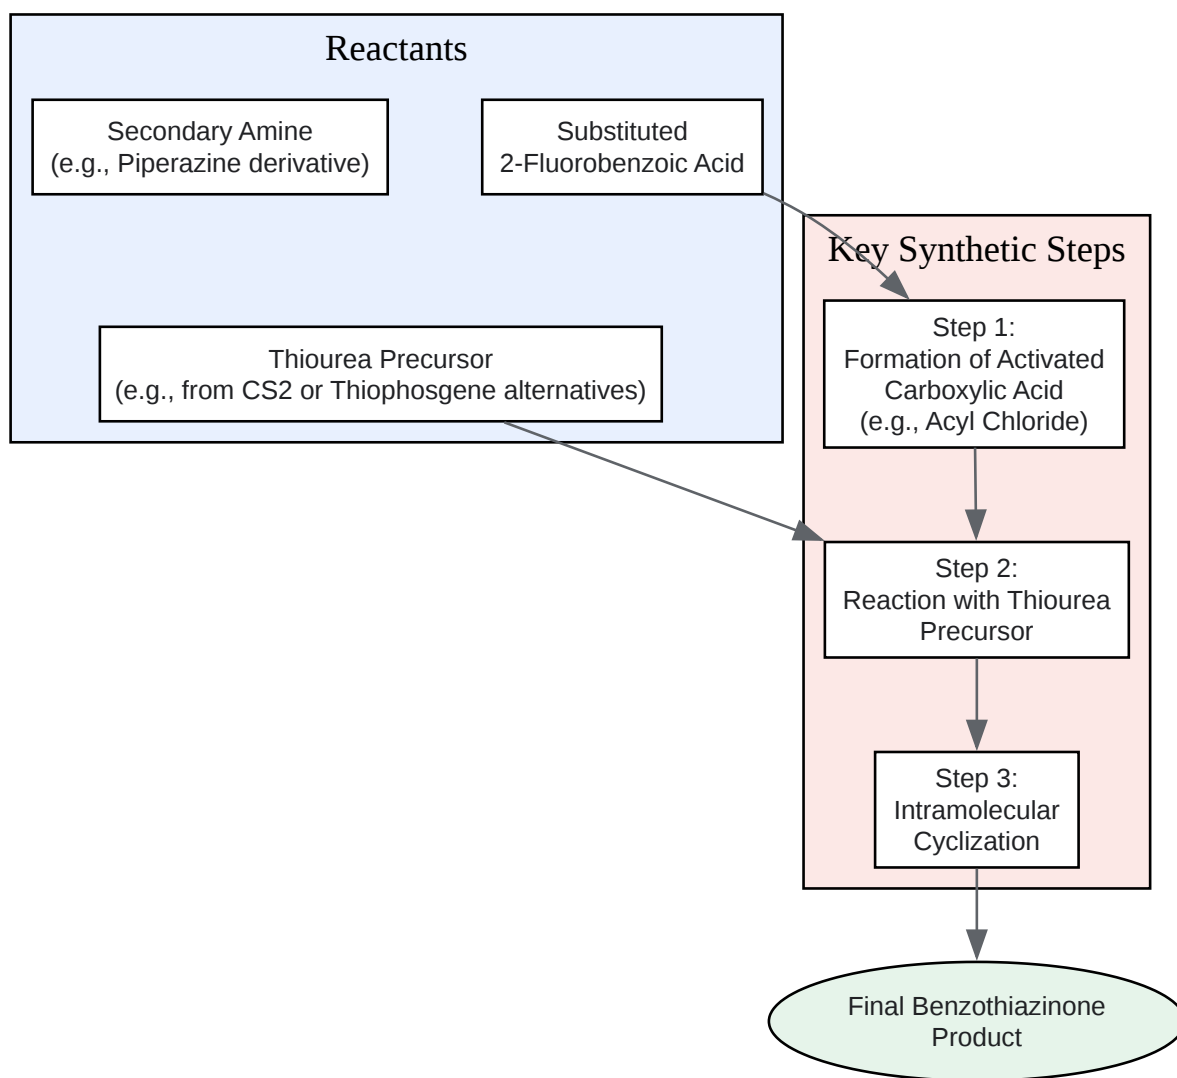 Reactants
Secondary Amine
(e.g., Piperazine derivative)
Substituted
2-Fluorobenzoic Acid
Thiourea Precursor
(e.g., from CS2 or Thiophosgene alternatives)
Key Synthetic Steps
Step 1:
Formation of Activated
Carboxylic Acid
(e.g., Acyl Chloride)
Step 2:
Reaction with Thiourea
Precursor
Step 3:
Intramolecular
Cyclization
Final Benzothiazinone
Product